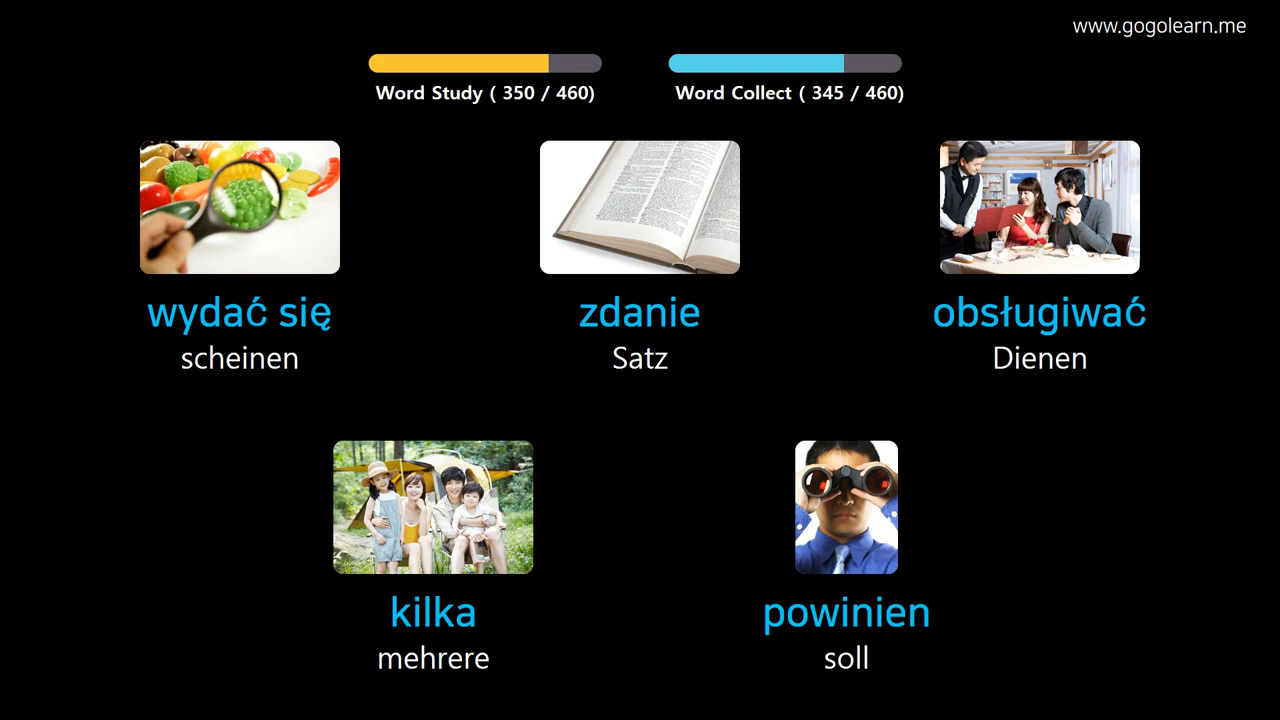 www.gogolearn.me
Word Study ( 350 / 460)
Word Collect ( 345 / 460)
wydać się
scheinen
zdanie
Satz
obsługiwać
Dienen
kilka
mehrere
powinien
soll